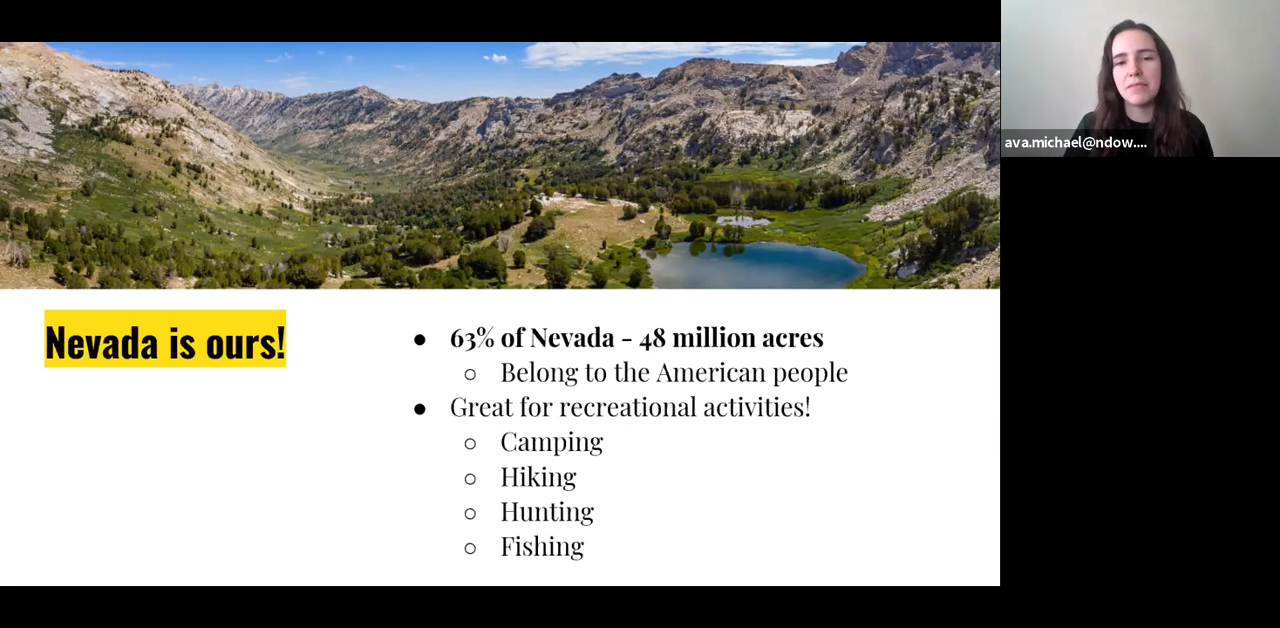 ava.michael@ndow....
Nevada is ours!
● 63% of Nevada - 48 million acres
○ Belong to the American people
● Great for recreational activities!
○ Camping
○ Hiking
○ Hunting
○ Fishing